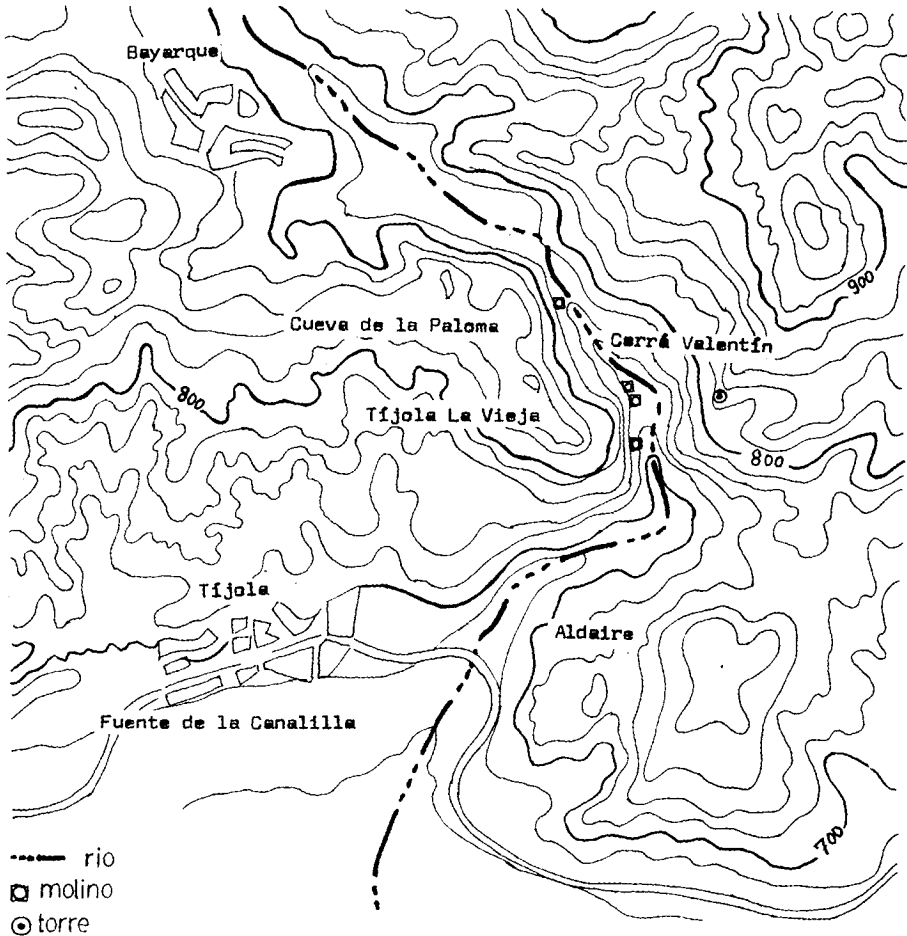 Bayarque
900
Cueva de la Paloma
Cerrá Valentín
800
Tíjola La Vieja
800
Tíjola
Aldaire
Fuente de la Canalilla
700
rio
molino
torre